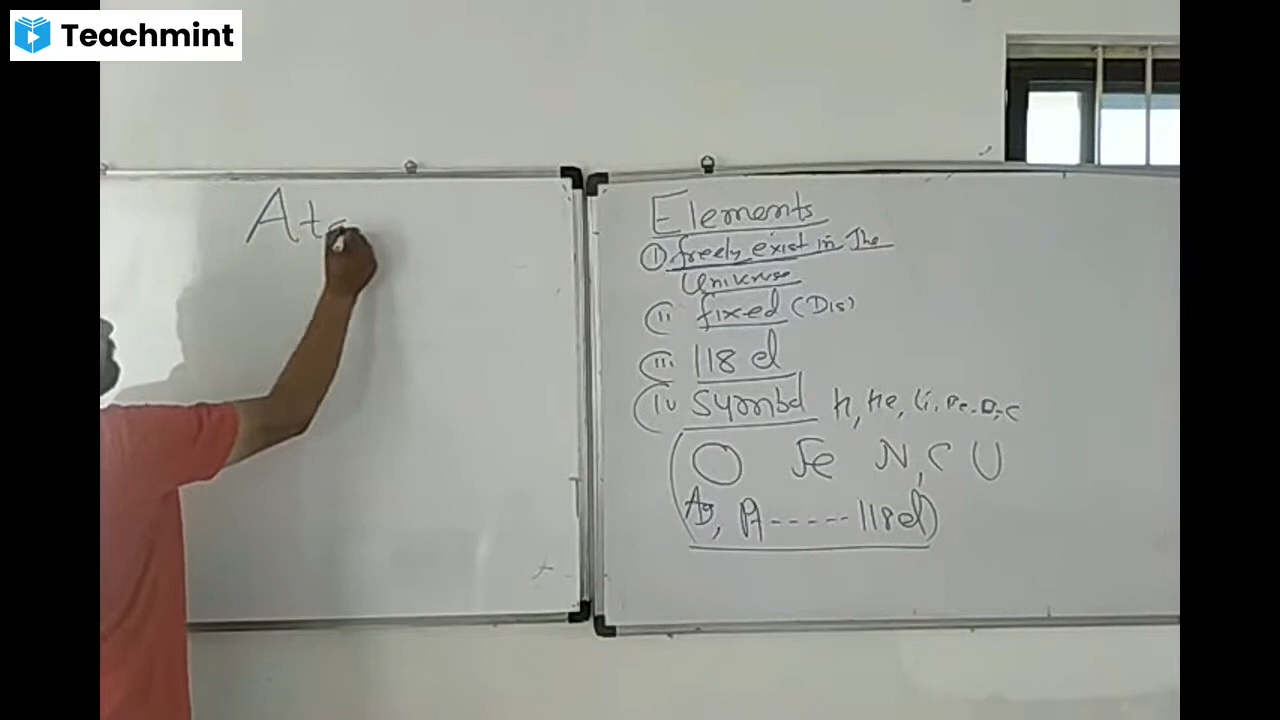 Teachmint
At
Elements
① freely exist in The
Universe
(ii fixed (Dis)
(iii 118 el
(iv Symbol H, He, Li, Be, B, C
O Fe N, C U
Ag, Pt ----- 118 el)